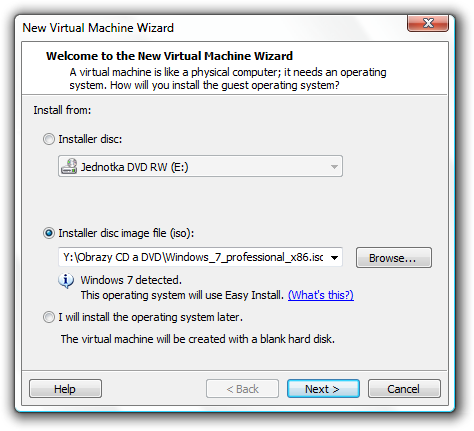 New Virtual Machine Wizard
Welcome to the New Virtual Machine Wizard
A virtual machine is like a physical computer; it needs an operating
system. How will you install the guest operating system?
Install from:
Installer disc:
Jednotka DVD RW (E:)
Installer disc image file (iso):
Y:\Obrazy CD a DVD\Windows_7_professional_x86.iso
Browse...
Windows 7 detected.
This operating system will use Easy Install. (What's this?)
I will install the operating system later.
The virtual machine will be created with a blank hard disk.
Help
< Back
Next >
Cancel